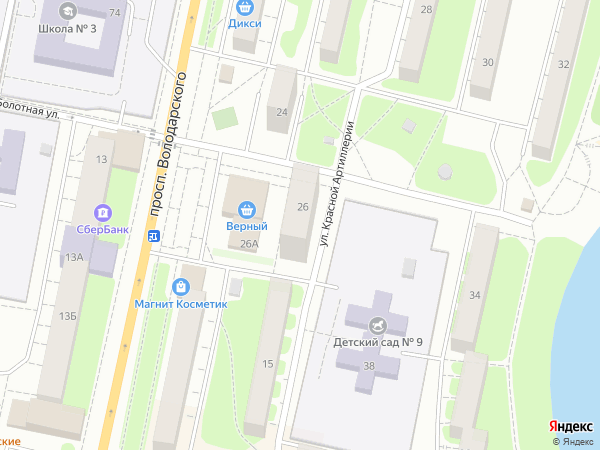 74
Школа № 3
Дикси
28
30
32
24
Болотная ул.
просп. Володарского
ул. Красной Артиллерии
13
26
СберБанк
Верный
26А
13А
Магнит Косметик
34
13Б
Детский сад № 9
15
38
ские
Яндекс